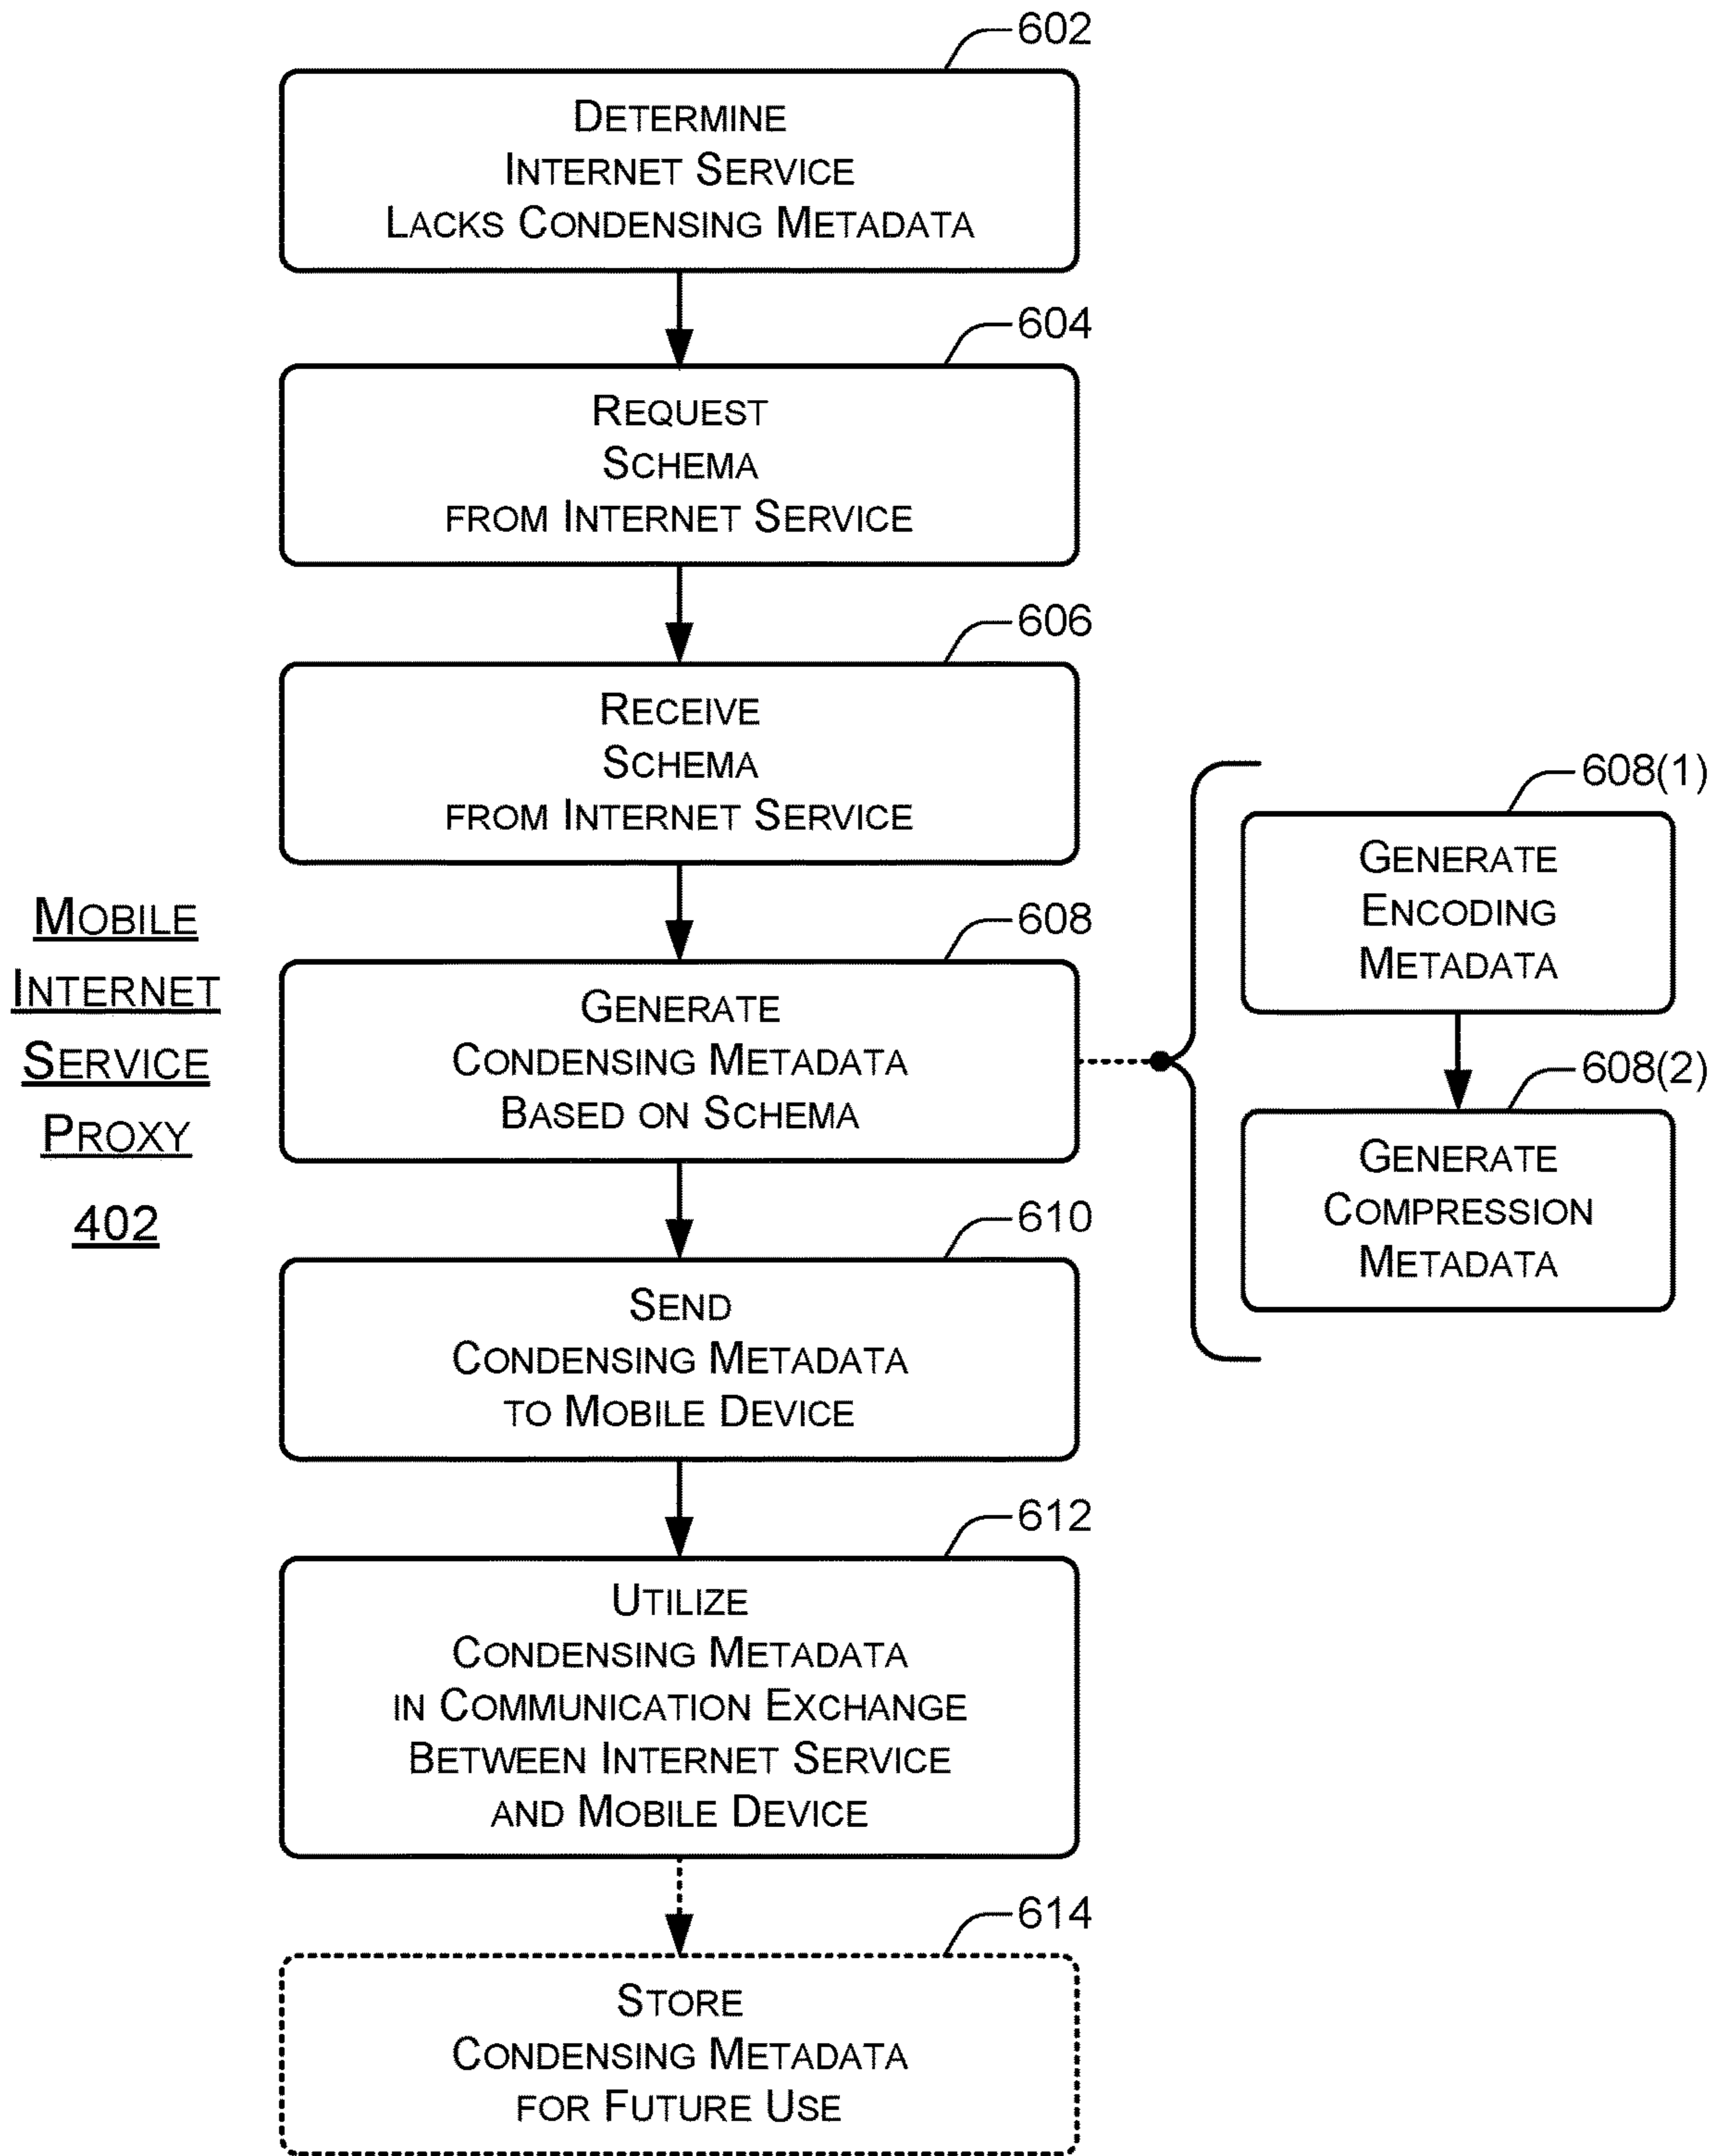 602
DETERMINE
INTERNET SERVICE
LACKS CONDENSING METADATA
604
REQUEST
SCHEMA
FROM INTERNET SERVICE
606
RECEIVE
SCHEMA
FROM INTERNET SERVICE
MOBILE
INTERNET
SERVICE
PROXY
402
608
GENERATE
CONDENSING METADATA
BASED ON SCHEMA
608(1)
GENERATE
ENCODING
METADATA
608(2)
GENERATE
COMPRESSION
METADATA
610
SEND
CONDENSING METADATA
TO MOBILE DEVICE
612
UTILIZE
CONDENSING METADATA
IN COMMUNICATION EXCHANGE
BETWEEN INTERNET SERVICE
AND MOBILE DEVICE
614
STORE
CONDENSING METADATA
FOR FUTURE USE